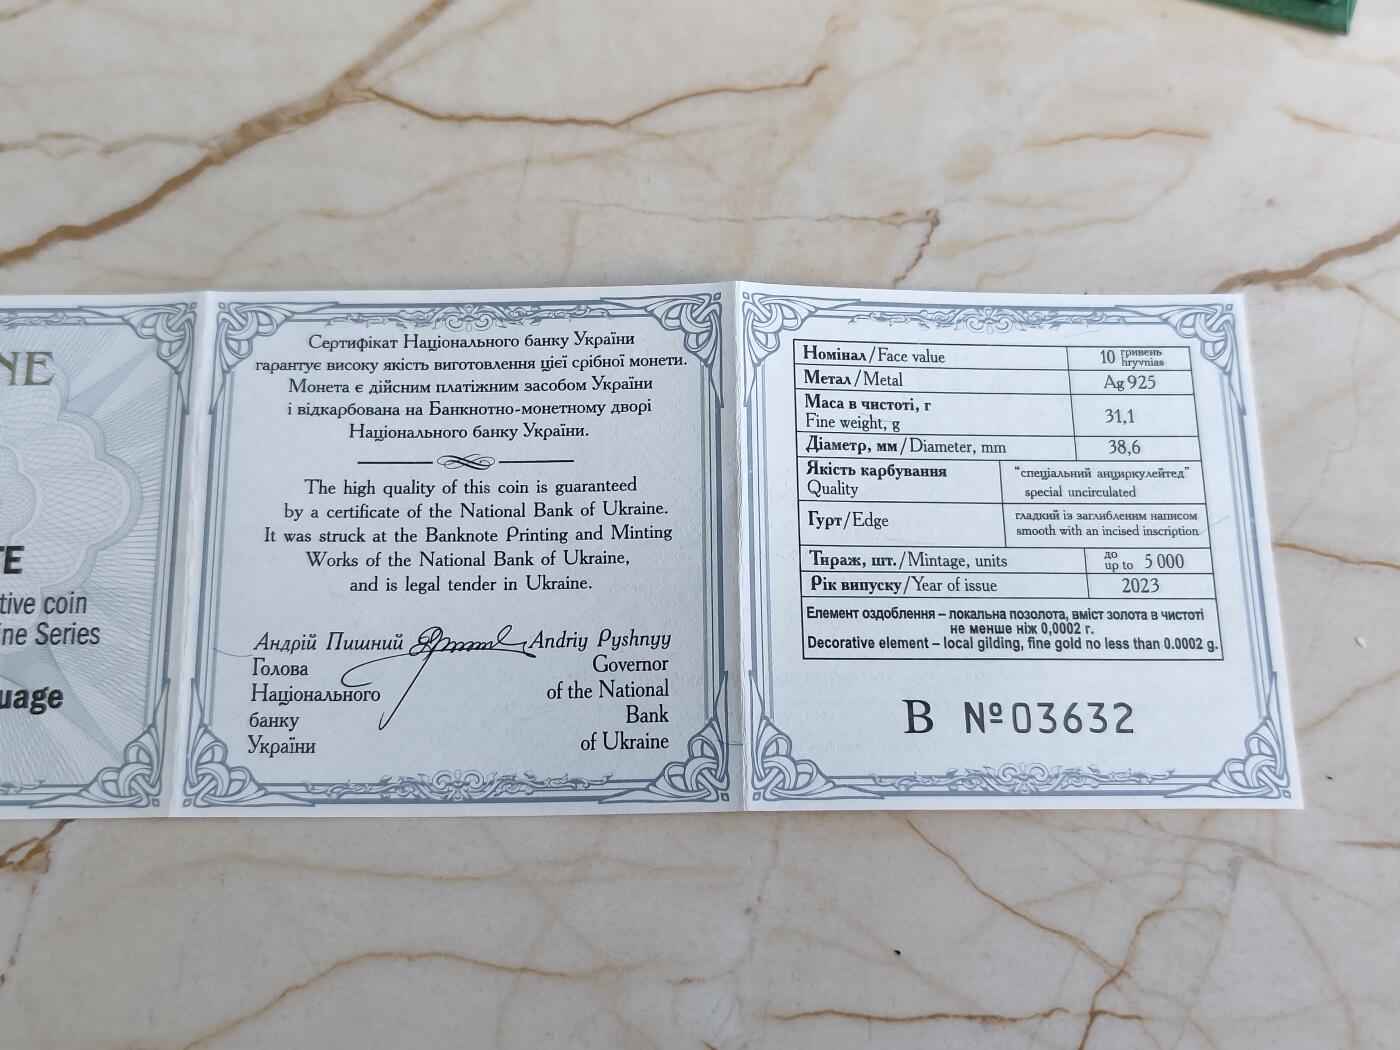 NE
TE
tive coin
ine Series
uage
Сертифікат Національного банку України
гарантує високу якість виготовлення цієї срібної монети.
Монета є дійсним платіжним засобом України
і відкарбована на Банкнотно-монетному дворі
Національного банку України.
The high quality of this coin is guaranteed
by a certificate of the National Bank of Ukraine.
It was struck at the Banknote Printing and Minting
Works of the National Bank of Ukraine,
and is legal tender in Ukraine.
Андрій Пишний Andriy Pyshnyy
Голова
Національного
банку
України
Governor
of the National
Bank
of Ukraine
Номінал/Face value 10 гривень hryvnias
Метал/Metal Ag 925
Маса в чистоті, г
Fine weight, g 31,1
Діаметр, мм/Diameter, mm 38,6
Якість карбування "спеціальний анциркулейтед"
Quality special uncirculated
Гурт/Edge гладкий із заглибленим написом
smooth with an incised inscription
Тираж, шт./Mintage, units до up to 5 000
Рік випуску/Year of issue 2023
Елемент оздоблення – локальна позолота, вміст золота в чистоті
не менше ніж 0,0002 г.
Decorative element – local gilding, fine gold no less than 0.0002 g.
В №03632